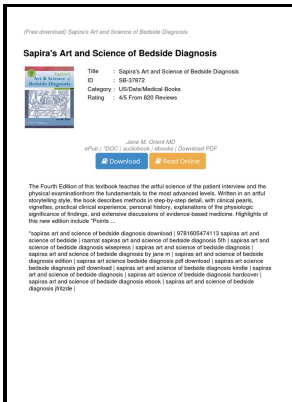 (Free download) Sapira's Art and Science of Bedside Diagnosis
Sapira's Art and Science of Bedside Diagnosis
Sapira's
Art & Science of
Bedside Diagnosis
Title : Sapira's Art and Science of Bedside Diagnosis
ID : SB-37872
Category : US/Data/Medical-Books
Rating : 4/5 From 820 Reviews
Jane M. Orient MD
ePub | *DOC | audiobook | ebooks | Download PDF
Download Read Online
The Fourth Edition of this textbook teaches the artful science of the patient interview and the
physical examinationfrom the fundamentals to the most advanced levels. Written in an artful
storytelling style, the book describes methods in step-by-step detail, with clinical pearls,
vignettes, practical clinical experience, personal history, explanations of the physiologic
significance of findings, and extensive discussions of evidence-based medicine. Highlights of
this new edition include "Points ...
"sapiras art and science of bedside diagnosis download | 9781605474113 sapiras art and
science of bedside | roamat sapiras art and science of bedside diagnosis 5th | sapiras art and
science of bedside diagnosis wisepress | sapiras art and science of bedside diagnosis |
sapiras art and science of bedside diagnosis by jane m | sapiras art and science of bedside
diagnosis edition | sapiras art science bedside diagnosis pdf download | sapiras art science
bedside diagnosis pdf download | sapiras art and science of bedside diagnosis kindle | sapiras
art and science of bedside diagnosis | sapiras art and science of bedside diagnosis hardcover |
sapiras art and science of bedside diagnosis ebook | sapiras art and science of bedside
diagnosis jfritzde |